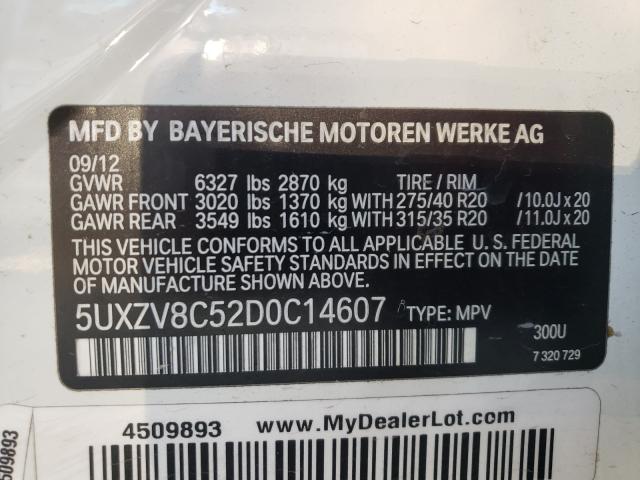 MFD BY BAYERISCHE MOTOREN WERKE AG
09/12
GVWR 6327 lbs 2870 kg TIRE / RIM
GAWR FRONT 3020 lbs 1370 kg WITH 275/40 R20 /10.0J x 20
GAWR REAR 3549 lbs 1610 kg WITH 315/35 R20 /11.0J x 20
THIS VEHICLE CONFORMS TO ALL APPLICABLE U. S. FEDERAL
MOTOR VEHICLE SAFETY STANDARDS IN EFFECT ON THE DATE
OF MANUFACTURE SHOWN ABOVE.
5UXZV8C52D0C14607 TYPE: MPV
300U
7 320 729
4509893 www.MyDealerLot.com
509893